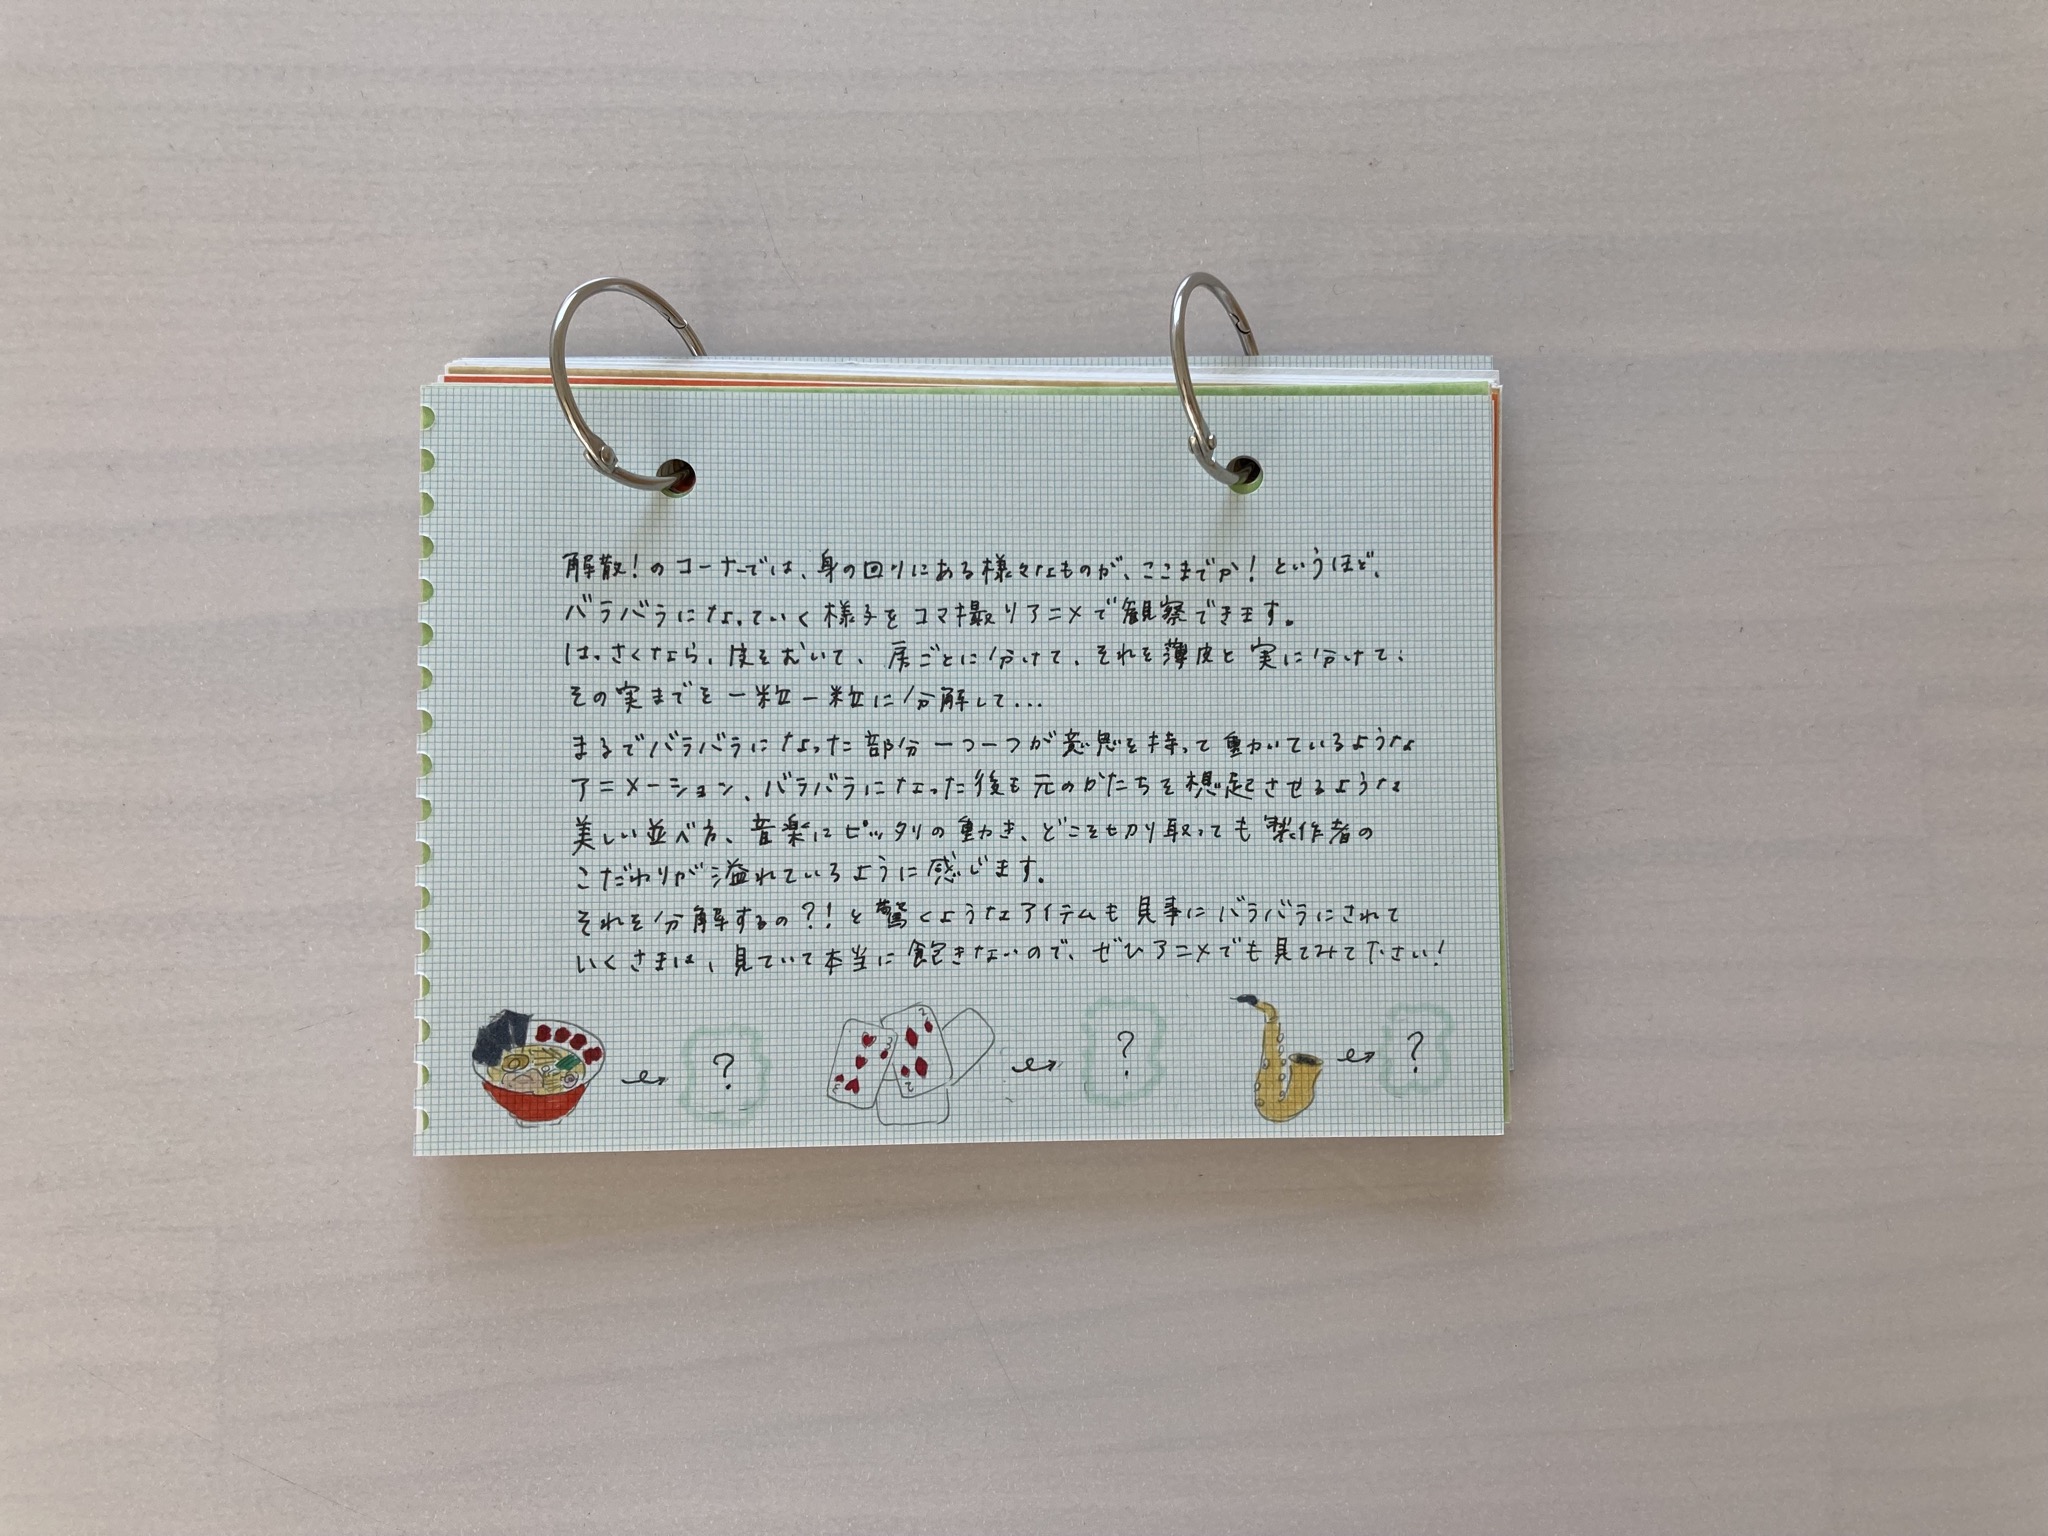 解散！のコーナーでは、身の回りにある様々なものが、ここまでか！というほど、
バラバラになっていく様子をコマ撮りアニメで観察できます。
はっさくなら、皮をむいて、房ごとに分けて、それを薄皮と実に分けて、
その実までを一粒一粒に分解して...
まるでバラバラになった部分一つ一つが意思を持って動いているような
アニメーション、バラバラになった後も元のかたちを想起させるような
美しい並べ方、音楽にピッタリの動き、どこを切り取っても製作者の
こだわりが溢れているように感じます。
それを分解するの？！と驚くようなアイテムも見事にバラバラにされて
いくさまは、見ていて本当に飽きないので、ぜひアニメでも見てみて下さい！
? ? ?